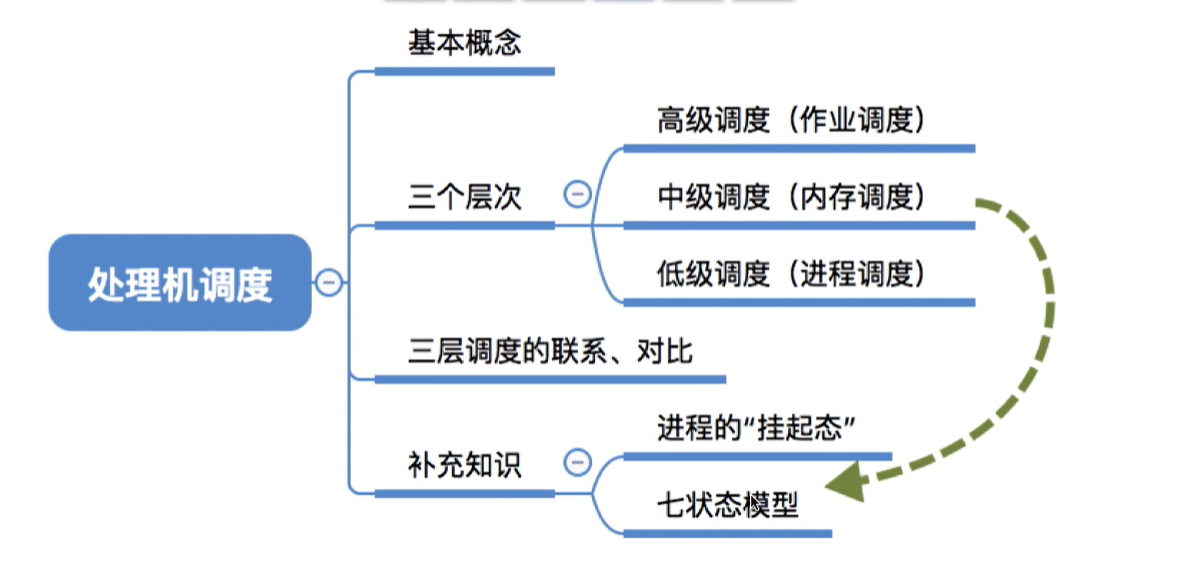 基本概念
高级调度（作业调度）
三个层次
中级调度（内存调度）
低级调度（进程调度）
处理机调度
三层调度的联系、对比
进程的“挂起态”
补充知识
七状态模型